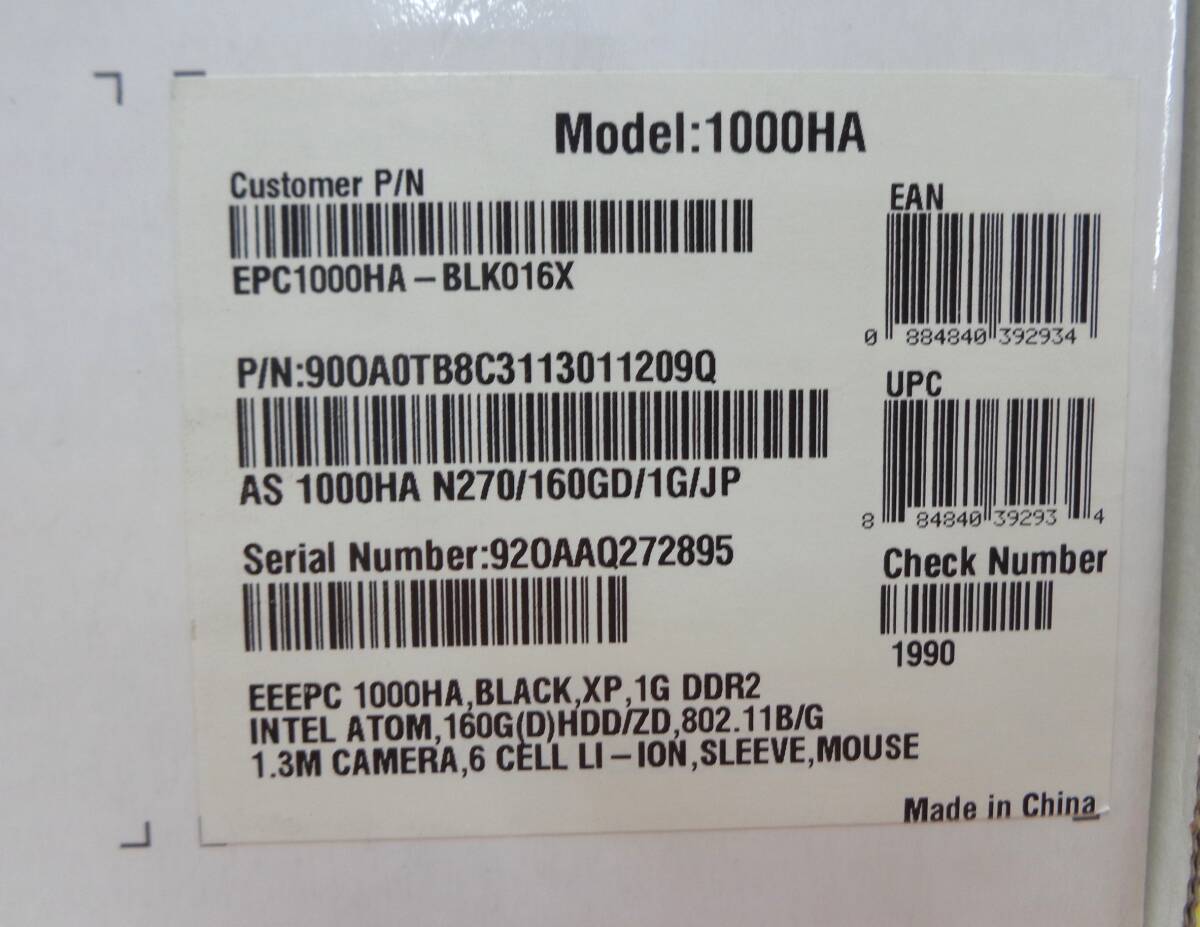 Model:1000HA
Customer P/N
EPC1000HA-BLK016X
EAN
0 884840 392934
P/N:90OA0TB8C3113011209Q
AS 1000HA N270/160GD/1G/JP
UPC
8 84840 39293 4
Serial Number:92OAAQ272895
Check Number
1990
EEEPC 1000HA,BLACK,XP,1G DDR2
INTEL ATOM,160G(D)HDD/ZD,802.11B/G
1.3M CAMERA,6 CELL LI-ION,SLEEVE,MOUSE
Made in China